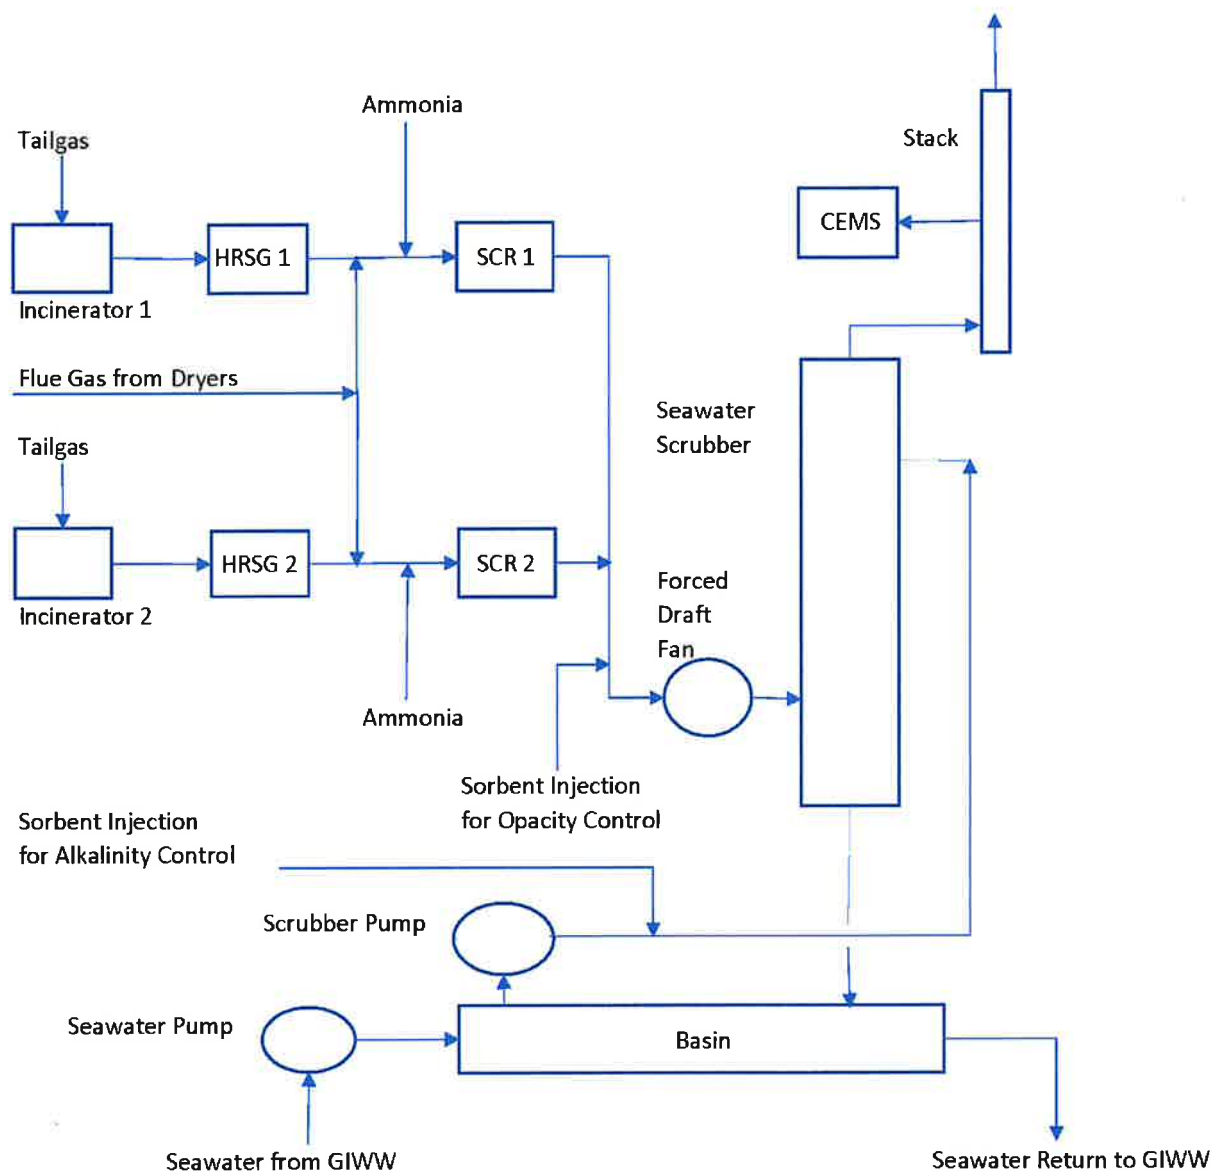 Ammonia
Tailgas
Stack
CEMS
HRSG 1
SCR 1
Incinerator 1
Flue Gas from Dryers
Seawater
Scrubber
Tailgas
HRSG 2
SCR 2
Incinerator 2
Forced
Draft
Fan
Ammonia
Sorbent Injection
for Opacity Control
Sorbent Injection
for Alkalinity Control
Scrubber Pump
Seawater Pump
Basin
Seawater from GIWW
Seawater Return to GIWW